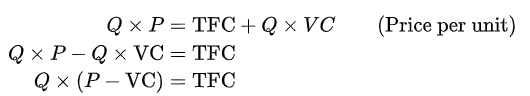 Q × P = TFC + Q × VC (Price per unit)
Q × P − Q × VC = TFC
Q × (P − VC) = TFC